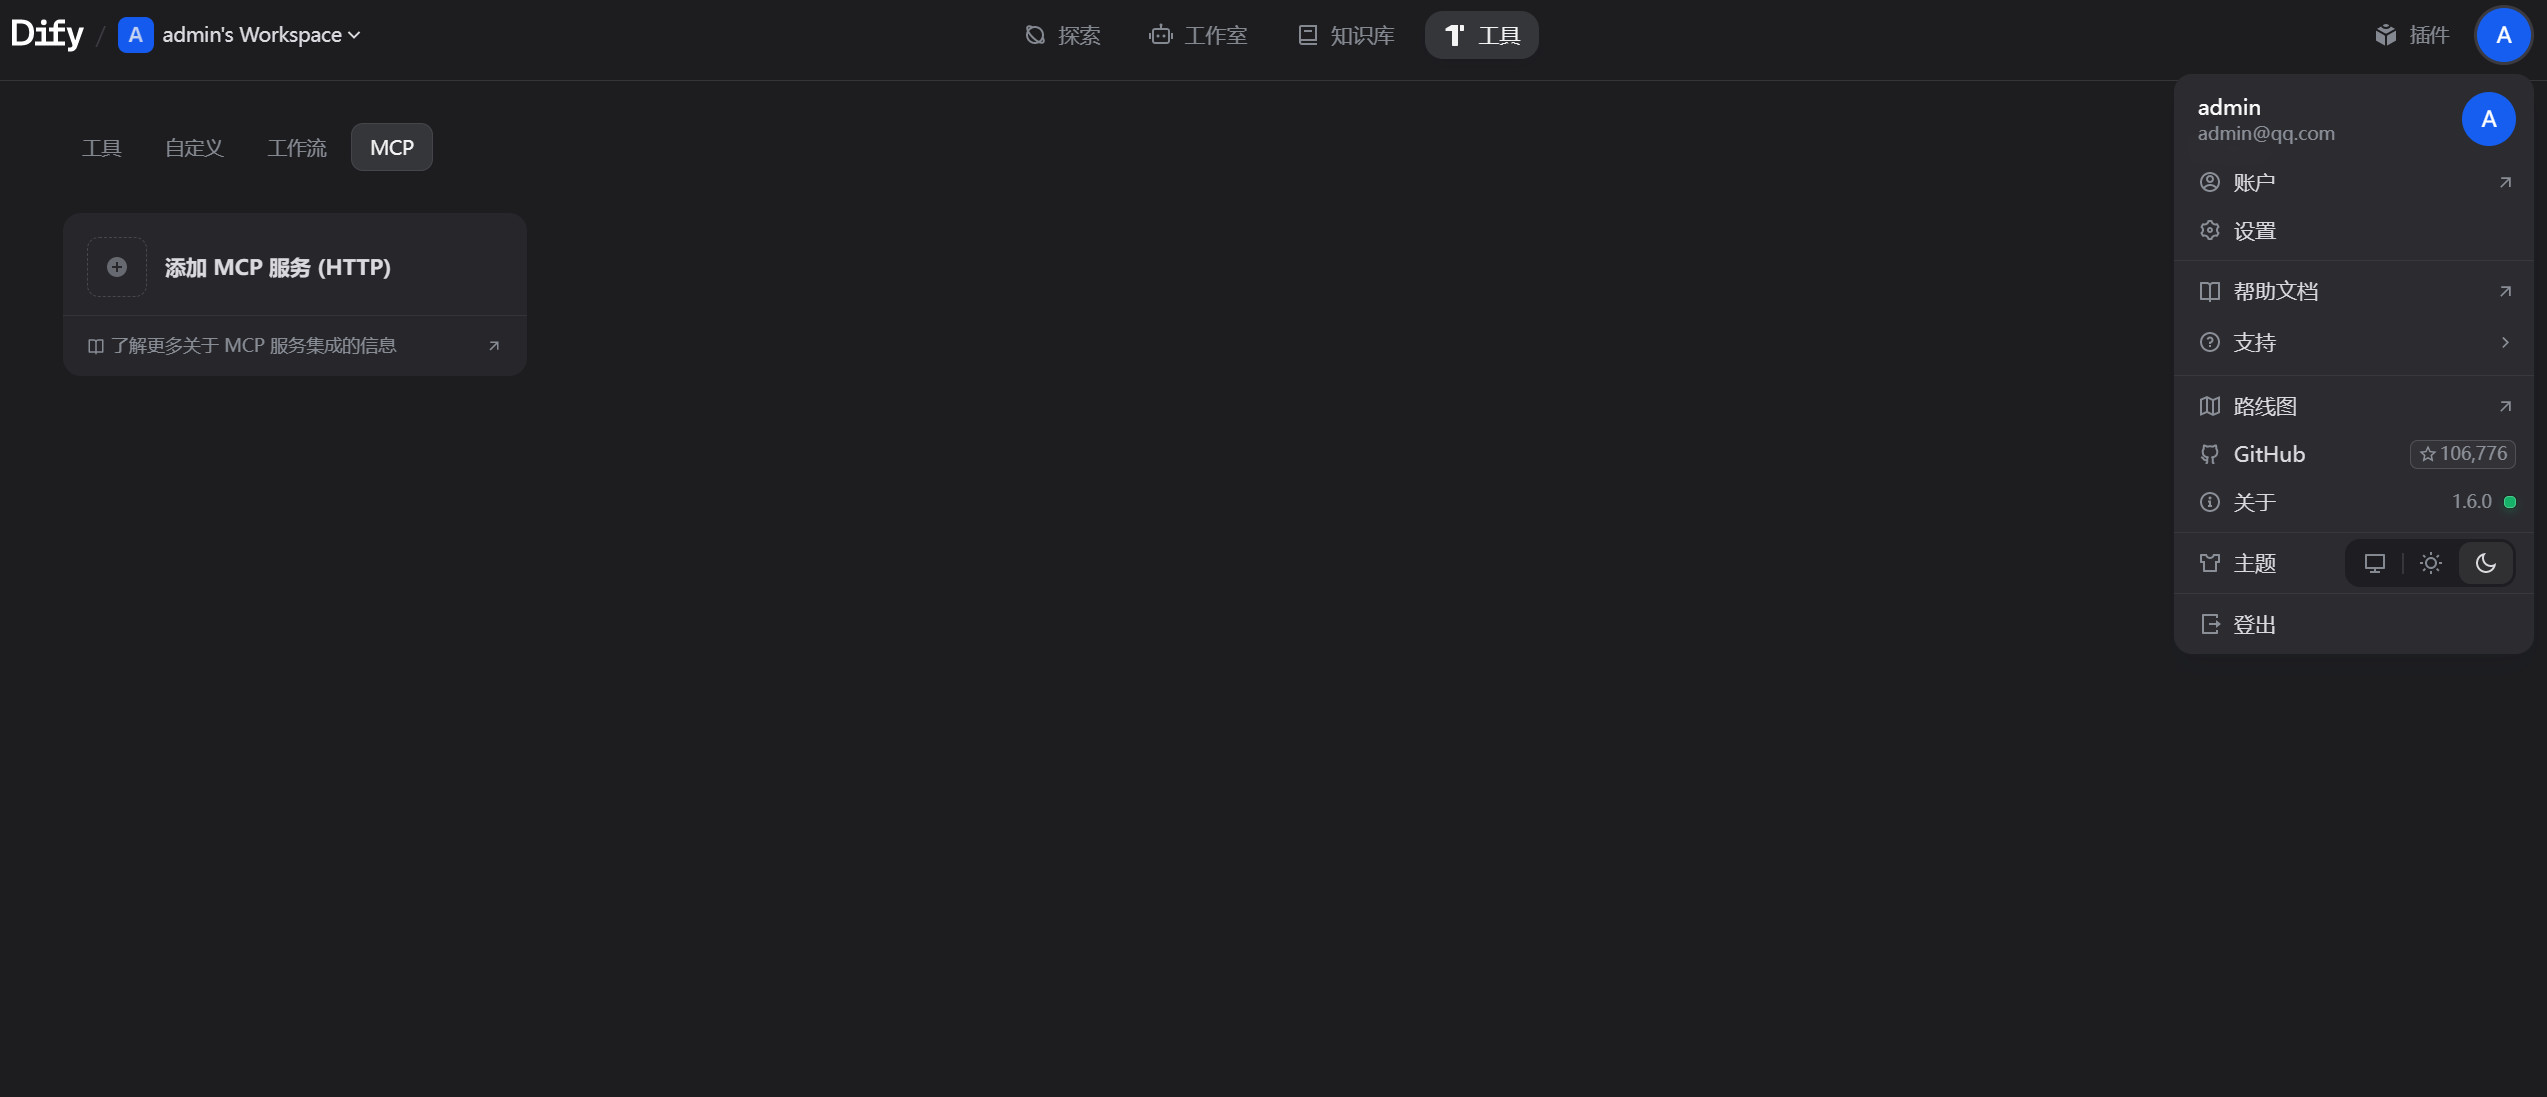 Dify / A admin's Workspace
探索 工作室 知识库 工具
插件 A
工具 自定义 工作流 MCP
添加 MCP 服务 (HTTP)
了解更多关于 MCP 服务集成的信息
admin
admin@qq.com
A
账户
设置
帮助文档
支持
路线图
GitHub 106,776
关于 1.6.0
主题
登出